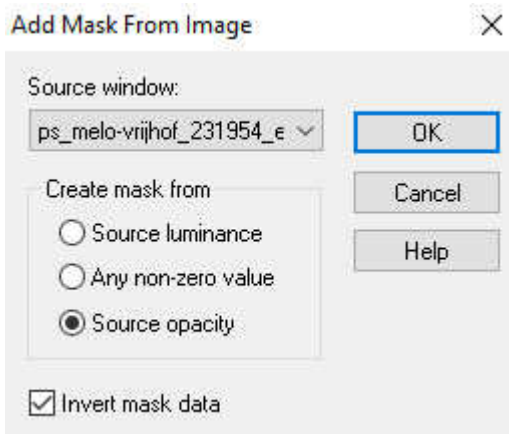 Add Mask From Image
Source window:
ps_melo-vrijhof_231954_e
OK
Create mask from
Cancel
Source luminance
Help
Any non-zero value
Source opacity
Invert mask data